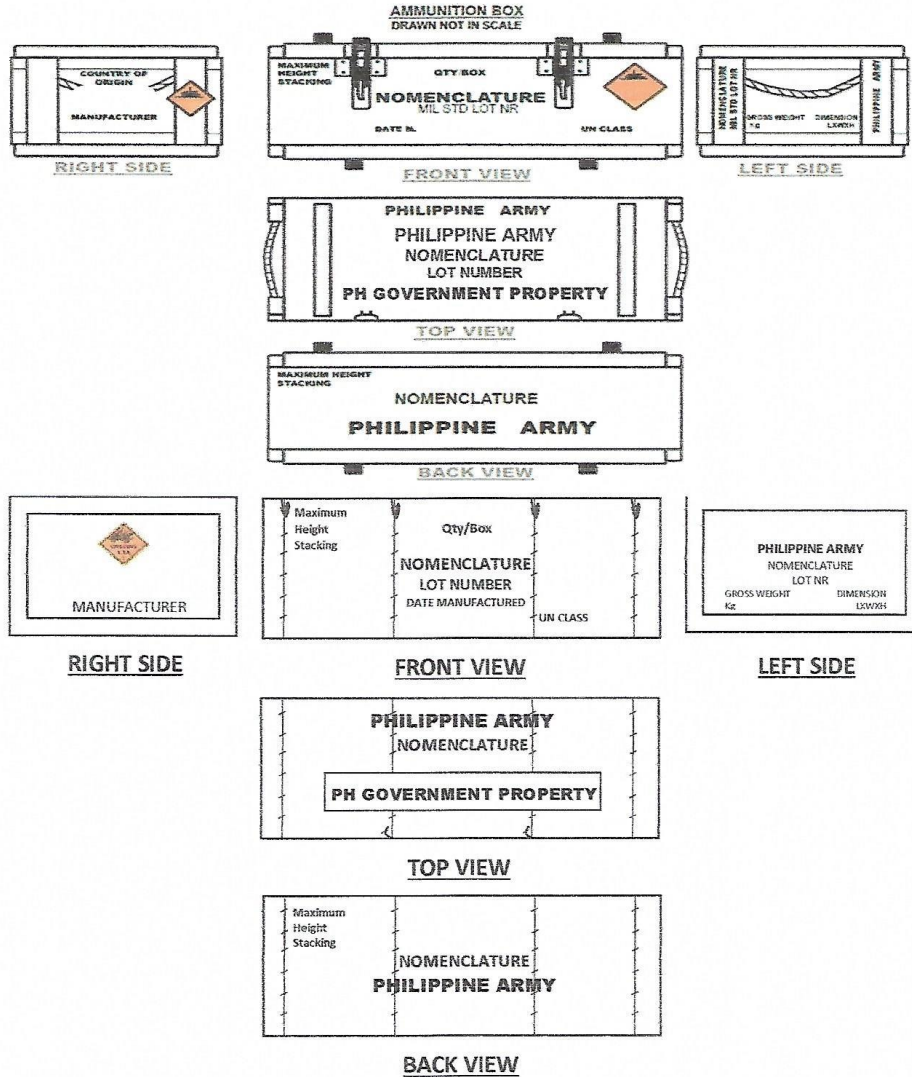 AMMUNITION BOX
DRAWN NOT IN SCALE
COUNTRY OF
ORIGIN
MANUFACTURER
RIGHT SIDE
MAXIMUM
HEIGHT
STACKING
QTY/BOX
NOMENCLATURE
MIL STD LOT NR
DATE M.
UN CLASS
FRONT VIEW
NOMENCLATURE
MIL STD LOT NR
GROSS WEIGHT
Kg
DIMENSION
LXWXH
PHILIPPINE ARMY
LEFT SIDE
PHILIPPINE ARMY
PHILIPPINE ARMY
NOMENCLATURE
LOT NUMBER
PH GOVERNMENT PROPERTY
TOP VIEW
MAXIMUM HEIGHT
STACKING
NOMENCLATURE
PHILIPPINE ARMY
BACK VIEW
MANUFACTURER
RIGHT SIDE
Maximum
Height
Stacking
Qty/Box
NOMENCLATURE
LOT NUMBER
DATE MANUFACTURED
UN CLASS
FRONT VIEW
PHILIPPINE ARMY
NOMENCLATURE
LOT NR
GROSS WEIGHT DIMENSION
Kg LXWXH
LEFT SIDE
PHILIPPINE ARMY
NOMENCLATURE
PH GOVERNMENT PROPERTY
TOP VIEW
Maximum
Height
Stacking
NOMENCLATURE
PHILIPPINE ARMY
BACK VIEW